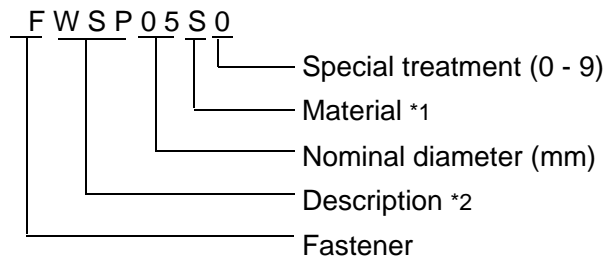 F W S P 0 5 S 0
Special treatment (0 - 9)
Material *1
Nominal diameter (mm)
Description *2
Fastener